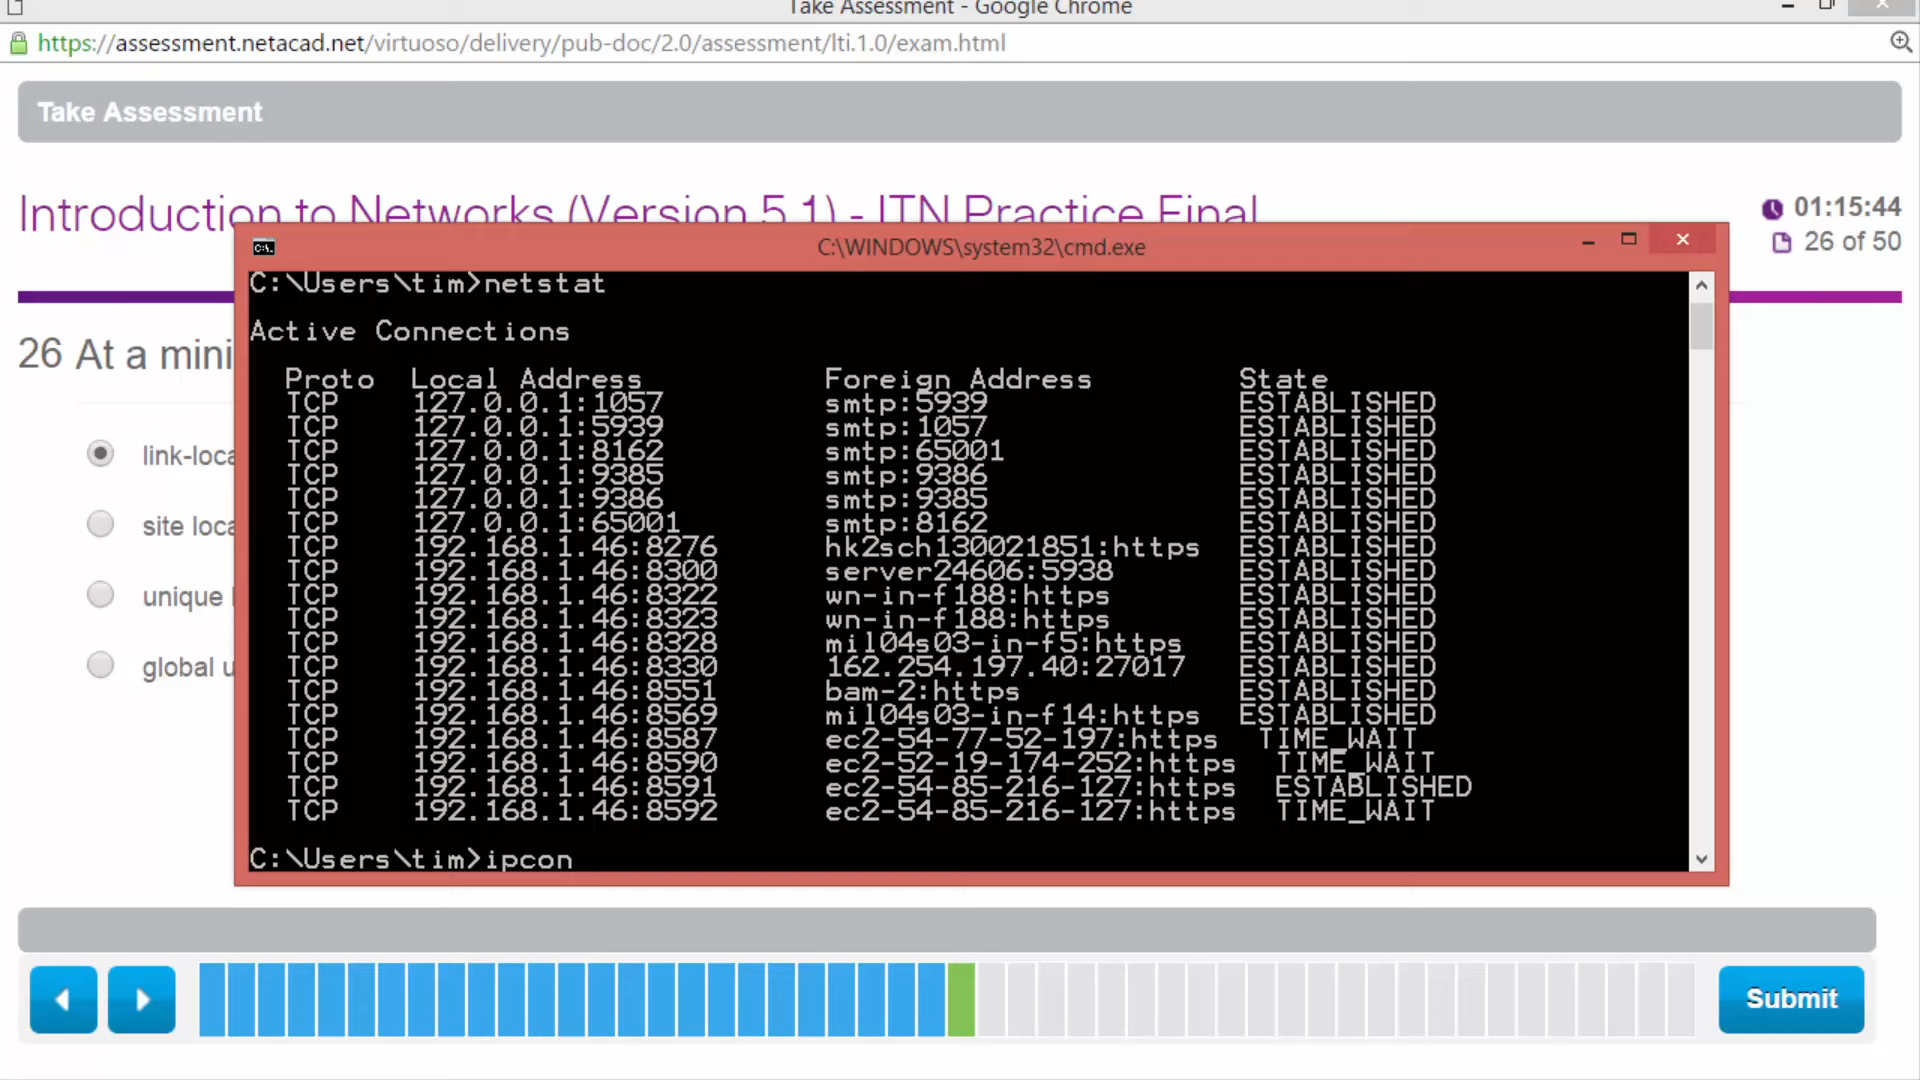 Take Assessment - Google Chrome
https://assessment.netacad.net/virtuoso/delivery/pub-doc/2.0/assessment/lti.1.0/exam.html
Take Assessment
Introduction to Networks (Version 5.1) - ITN Practice Final
01:15:44
26 of 50
C:\WINDOWS\system32\cmd.exe
C:\Users\tim>netstat
Active Connections
Proto Local Address Foreign Address State
TCP 127.0.0.1:1057 smtp:5939 ESTABLISHED
TCP 127.0.0.1:5939 smtp:1057 ESTABLISHED
TCP 127.0.0.1:8162 smtp:65001 ESTABLISHED
TCP 127.0.0.1:9385 smtp:9386 ESTABLISHED
TCP 127.0.0.1:9386 smtp:9385 ESTABLISHED
TCP 127.0.0.1:65001 smtp:8162 ESTABLISHED
TCP 192.168.1.46:8276 hk2sch130021851:https ESTABLISHED
TCP 192.168.1.46:8300 server24606:5938 ESTABLISHED
TCP 192.168.1.46:8322 wn-in-f188:https ESTABLISHED
TCP 192.168.1.46:8323 wn-in-f188:https ESTABLISHED
TCP 192.168.1.46:8328 mil04s03-in-f5:https ESTABLISHED
TCP 192.168.1.46:8330 162.254.197.40:27017 ESTABLISHED
TCP 192.168.1.46:8551 bam-2:https ESTABLISHED
TCP 192.168.1.46:8569 mil04s03-in-f14:https ESTABLISHED
TCP 192.168.1.46:8587 ec2-54-77-52-197:https TIME_WAIT
TCP 192.168.1.46:8590 ec2-52-19-174-252:https TIME_WAIT
TCP 192.168.1.46:8591 ec2-54-85-216-127:https ESTABLISHED
TCP 192.168.1.46:8592 ec2-54-85-216-127:https TIME_WAIT
C:\Users\tim>ipcon
26 At a mini
link-loca
site loca
unique
global u
Submit